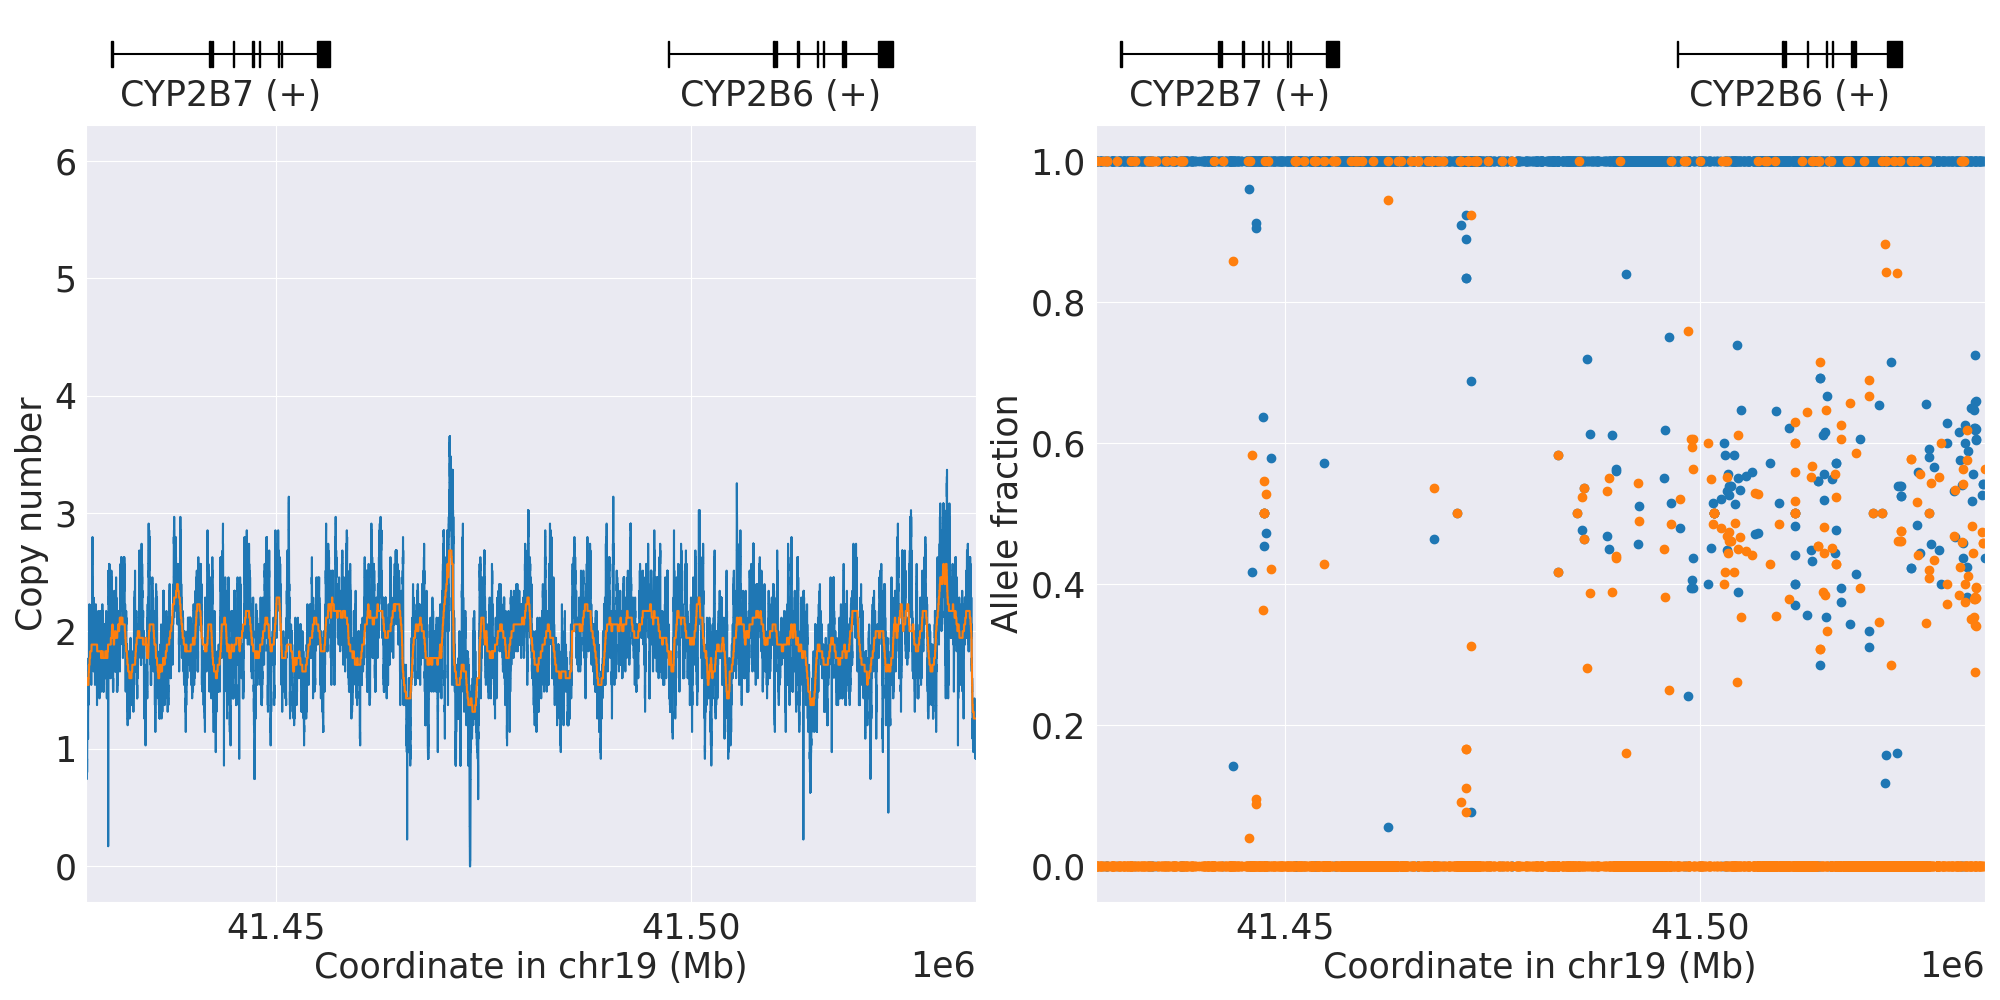 CYP2B7 (+)
CYP2B6 (+)
6
5
4
3
2
1
0
Copy number
41.45
41.50
Coordinate in chr19 (Mb)
1e6
CYP2B7 (+)
CYP2B6 (+)
1.0
0.8
0.6
0.4
0.2
0.0
Allele fraction
41.45
41.50
Coordinate in chr19 (Mb)
1e6